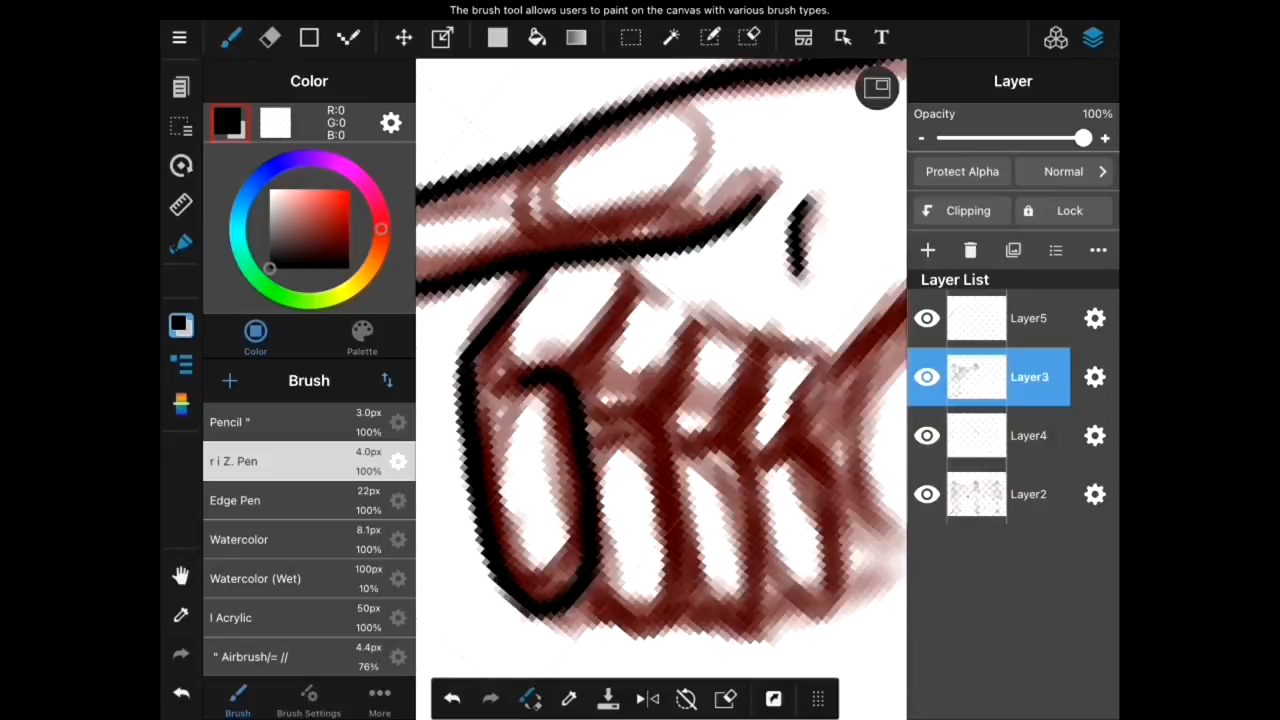 The brush tool allows users to paint on the canvas with various brush types.
T
Color
R:0
G:0
B:0
Color
Palette
Brush
Pencil "
3.0px
100%
r i Z. Pen
4.0px
100%
Edge Pen
22px
100%
Watercolor
8.1px
100%
Watercolor (Wet)
100px
10%
l Acrylic
50px
100%
" Airbrush/= //
4.4px
76%
Brush
Brush Settings
More
Layer
Opacity 100%
- +
Protect Alpha
Normal
Clipping
Lock
Layer List
Layer5
Layer3
Layer4
Layer2